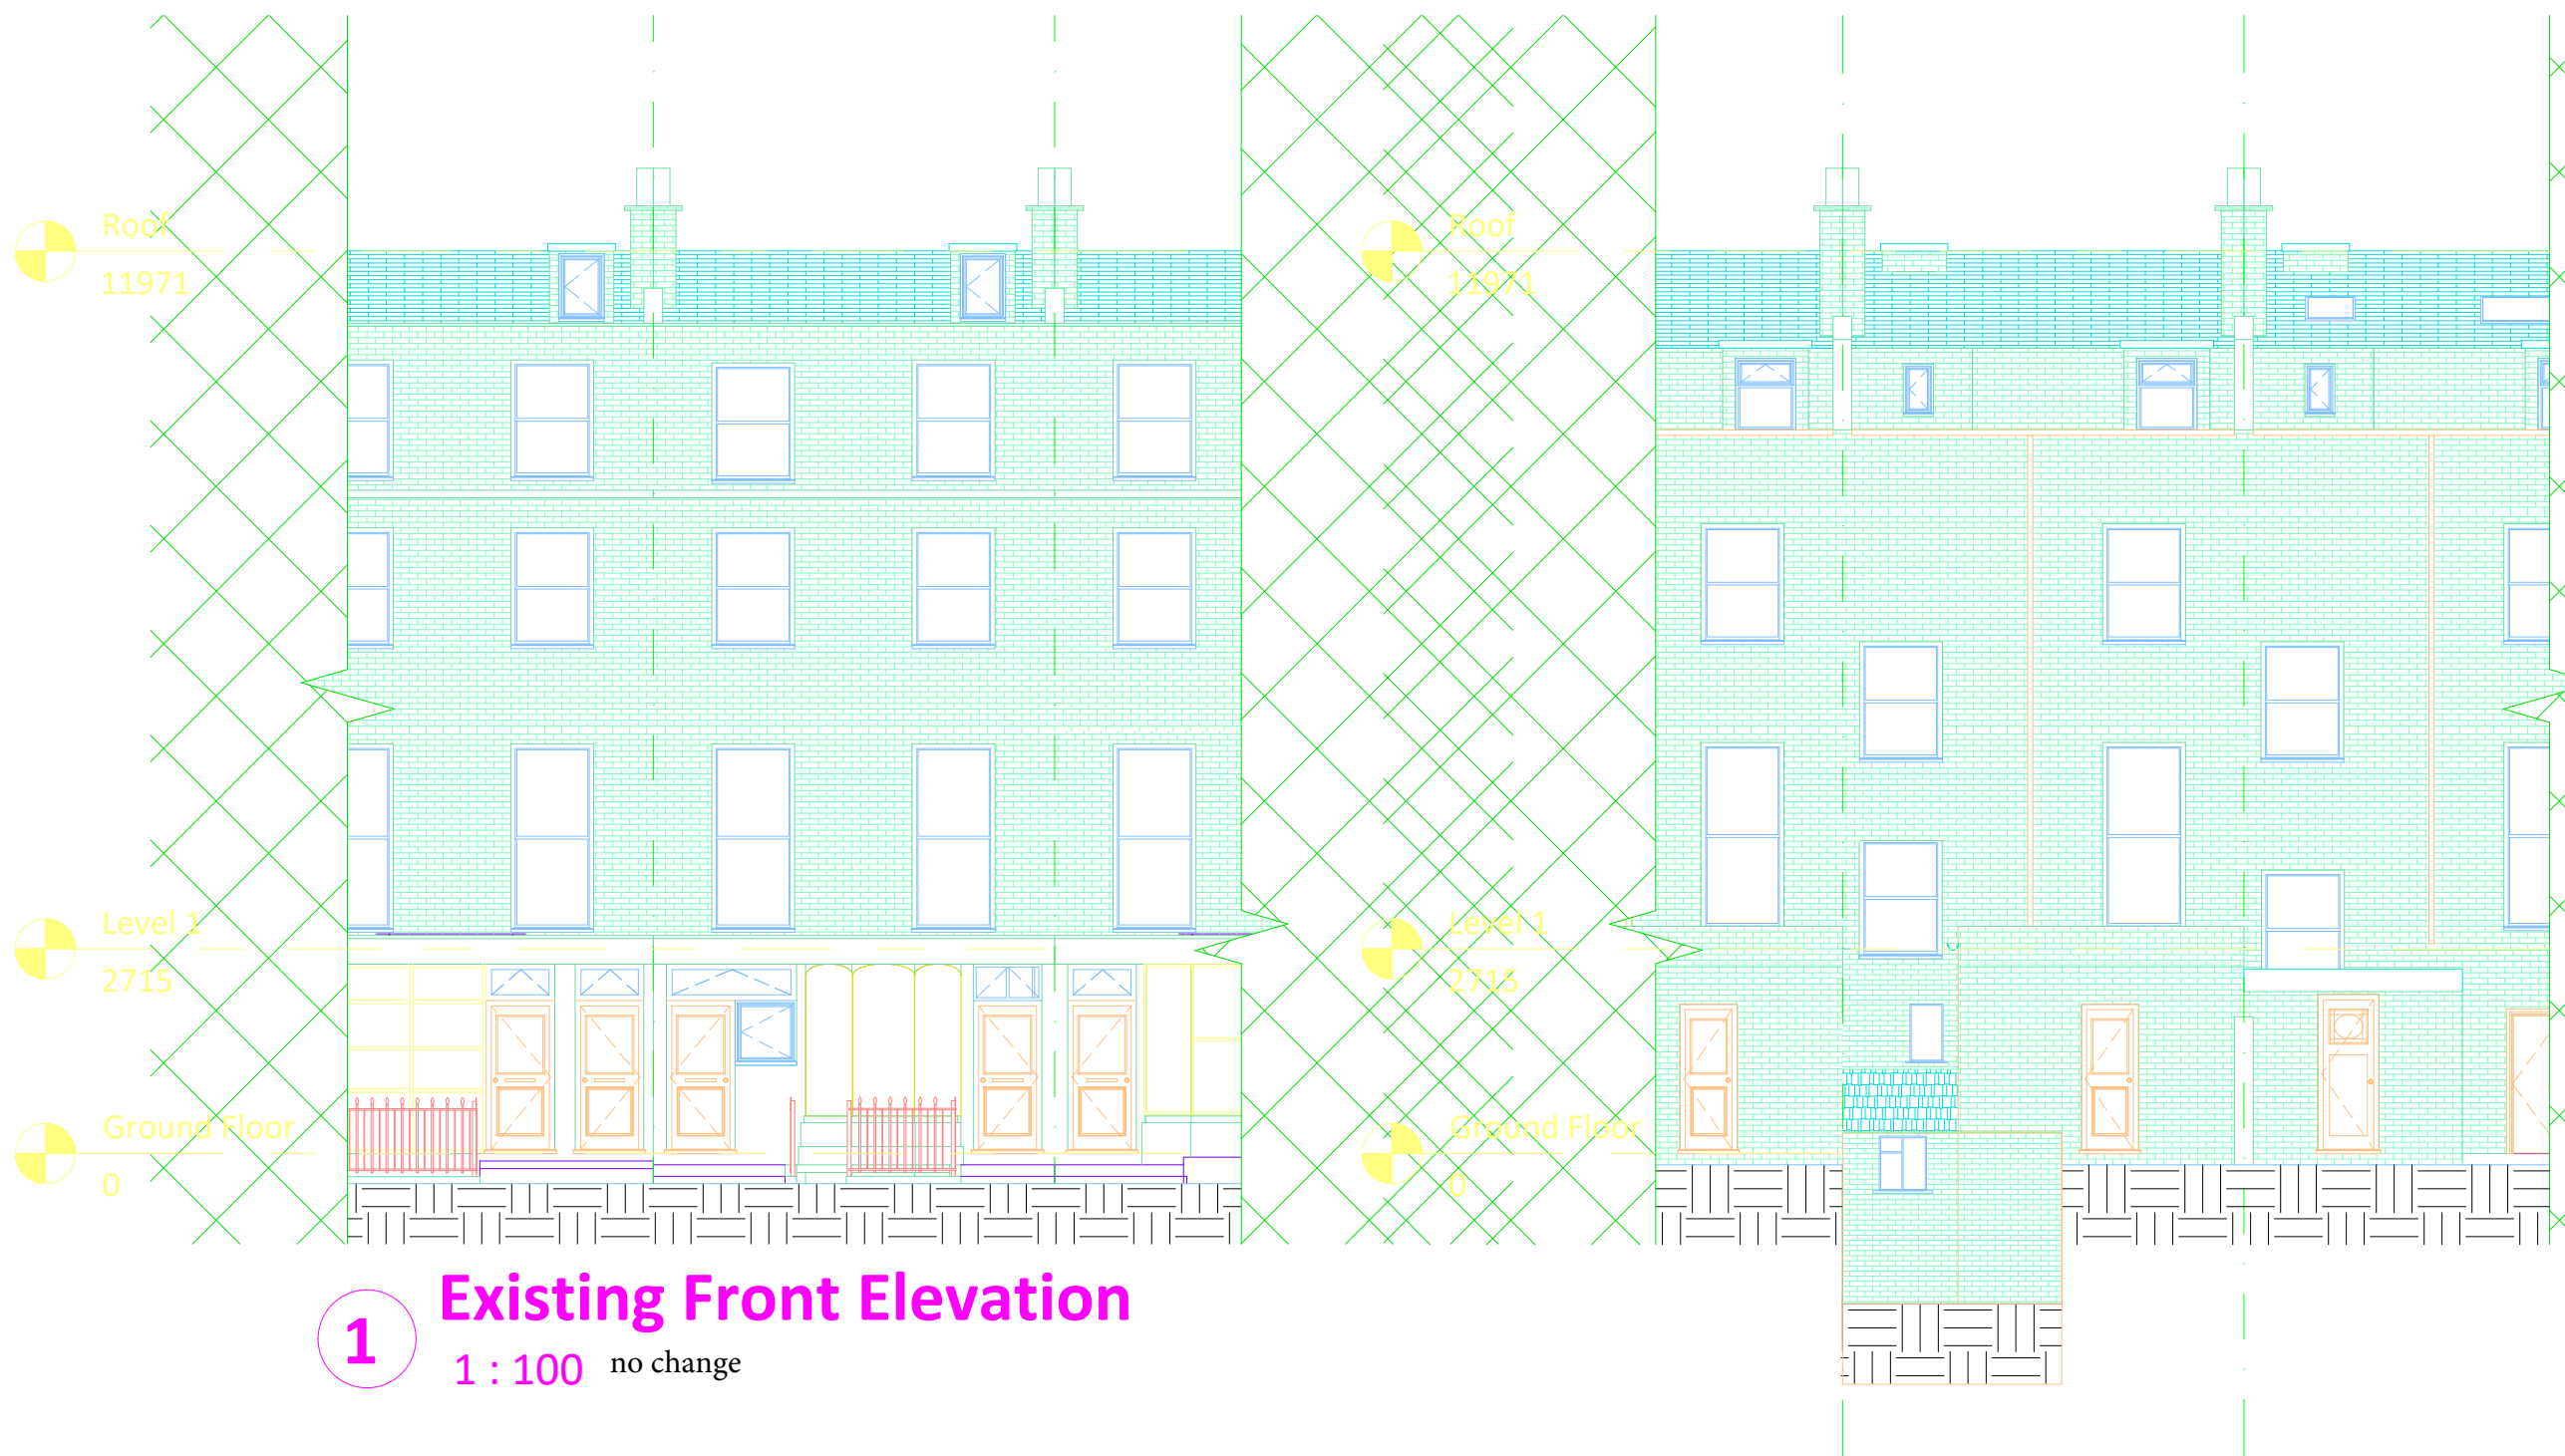 Roof
11971
Level 1
2715
Ground Floor
0
Roof
11971
Level 1
2715
Ground Floor
0
1
Existing Front Elevation
1 : 100 no change